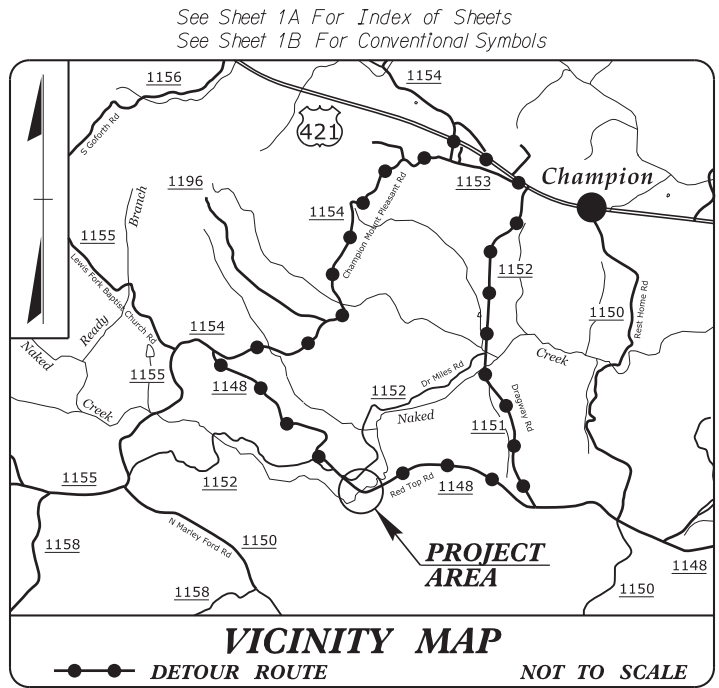 See Sheet 1A For Index of Sheets
See Sheet 1B For Conventional Symbols
1156
1154
S Goforth Rd
421
1153
Champion
1196
Branch
1154
Champion Mount Pleasant Rd
1155
1152
Lewis Fork Baptist Church Rd
1150
Rest Home Rd
Ready
1154
Naked
Creek
1155
1148
1152
Dr Miles Rd
Creek
Naked
1151
Dragway Rd
1155
1152
Red Top Rd
1148
N Marley Ford Rd
1150
1158
PROJECT
AREA
1148
1158
1150
VICINITY MAP
DETOUR ROUTE
NOT TO SCALE